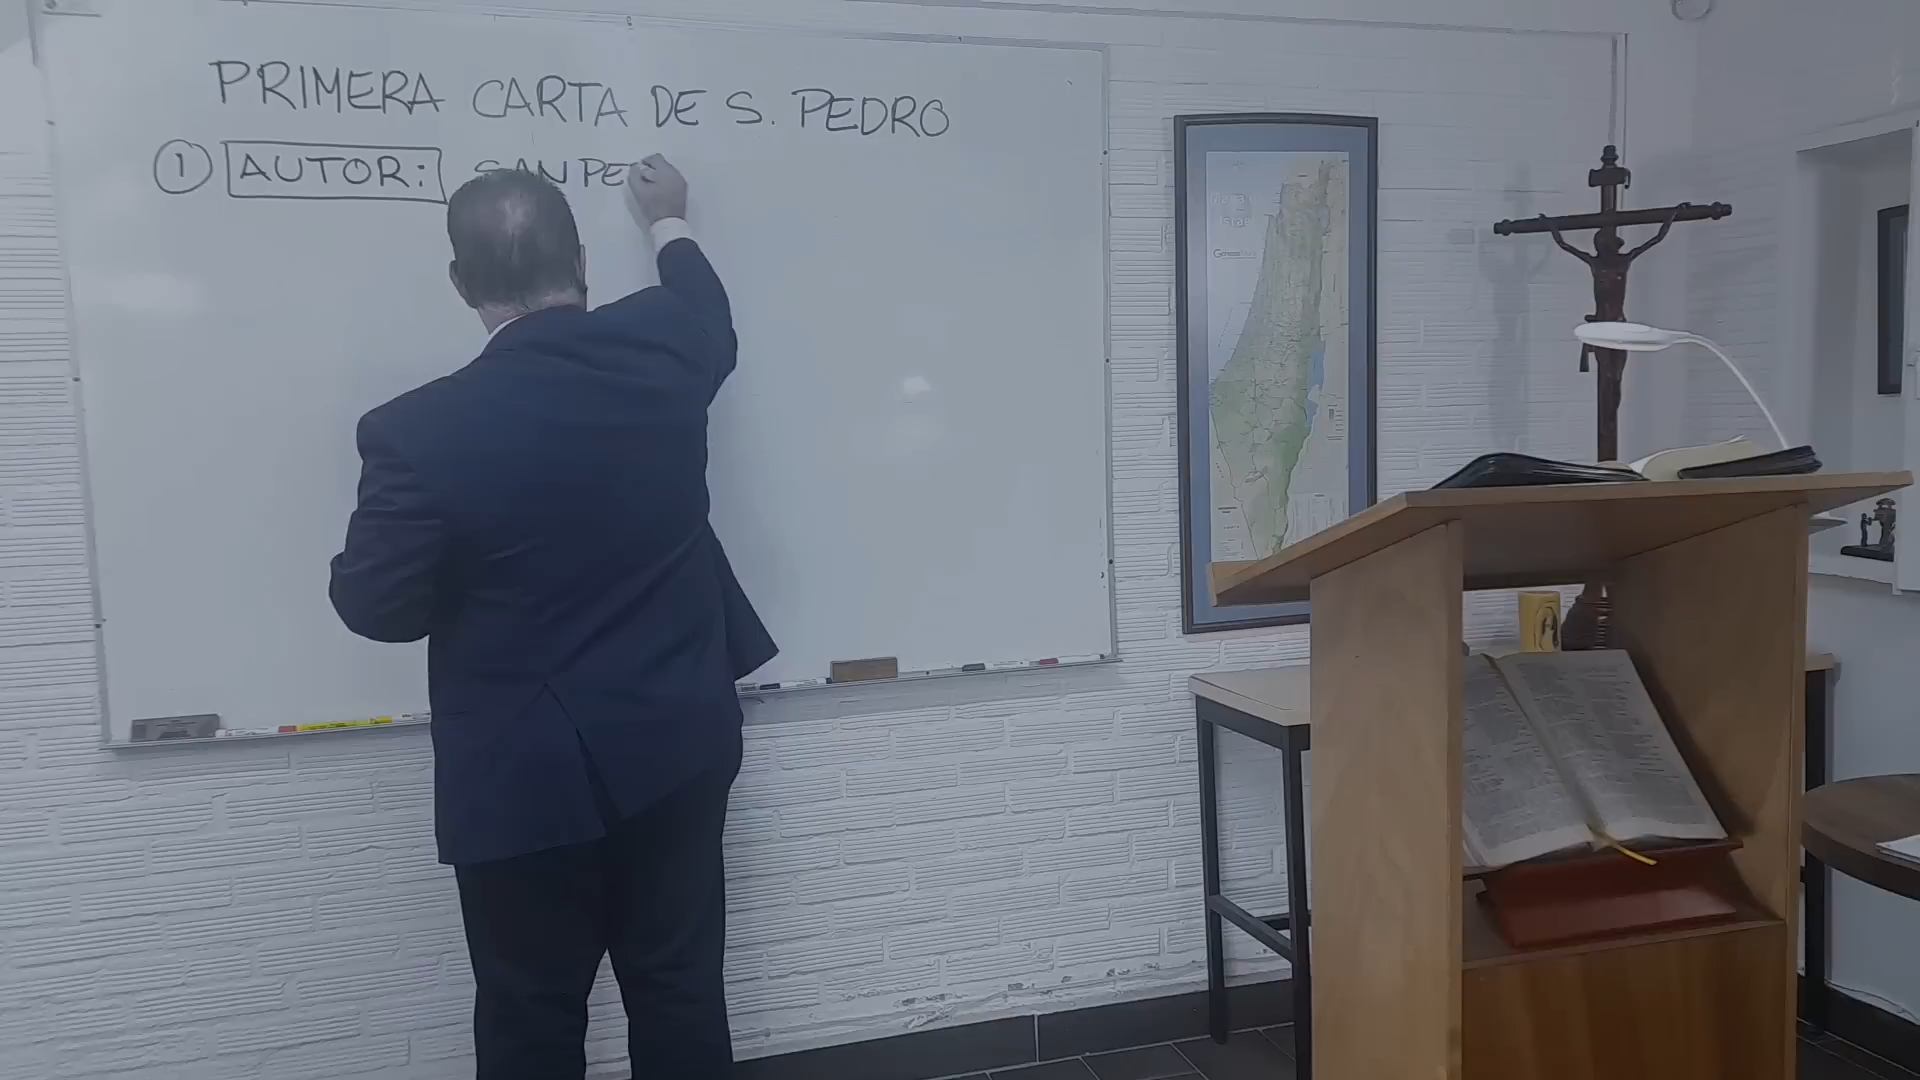 PRIMERA CARTA DE S. PEDRO
① AUTOR: SAN PE